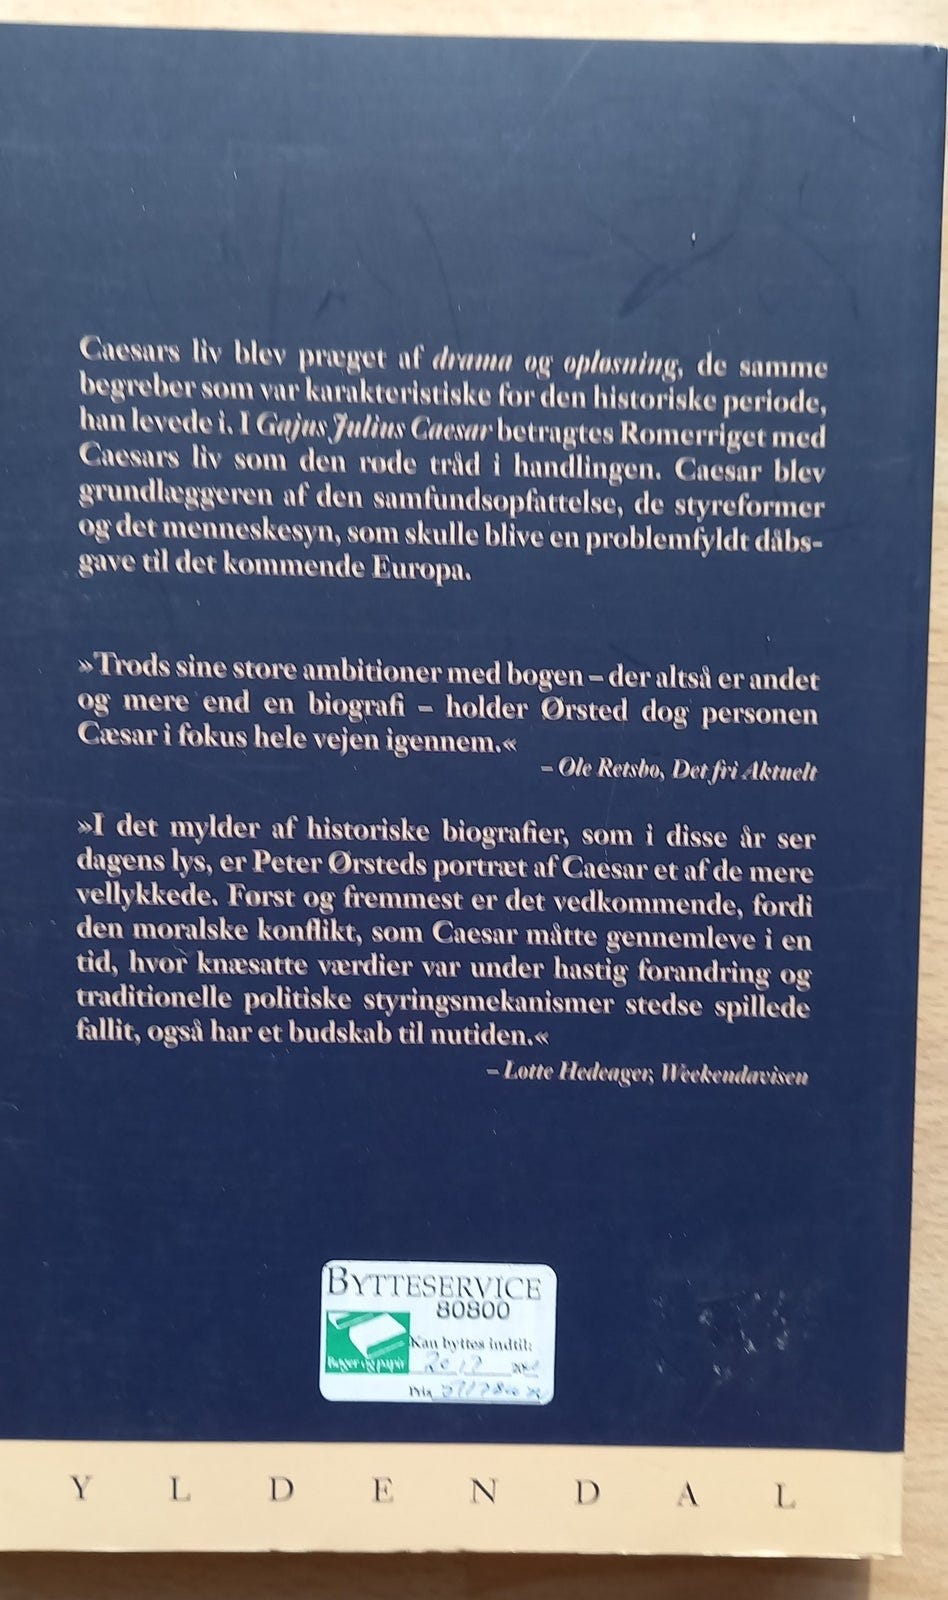 Caesars liv blev præget af drama og opløsning, de samme
begreber som var karakteristiske for den historiske periode,
han levede i. I Gajus Julius Caesar betragtes Romerriget med
Caesars liv som den røde tråd i handlingen. Caesar blev
grundlæggeren af den samfundsopfattelse, de styreformer
og det menneskesyn, som skulle blive en problemfyldt dåbs-
gave til det kommende Europa.
»Trods sine store ambitioner med bogen – der altså er andet
og mere end en biografi – holder Ørsted dog personen
Cæsar i fokus hele vejen igennem.«
– Ole Retsbo, Det fri Aktuelt
»I det mylder af historiske biografier, som i disse år ser
dagens lys, er Peter Ørsteds portræt af Caesar et af de mere
vellykkede. Først og fremmest er det vedkommende, fordi
den moralske konflikt, som Caesar måtte gennemleve i en
tid, hvor knæsatte værdier var under hastig forandring og
traditionelle politiske styringsmekanismer stedse spillede
fallit, også har et budskab til nutiden.«
– Lotte Hedeager, Weekendavisen
BYTTESERVICE
80800
Kan byttes indtil:
Bøger og papir
Pris
YLDENDAL